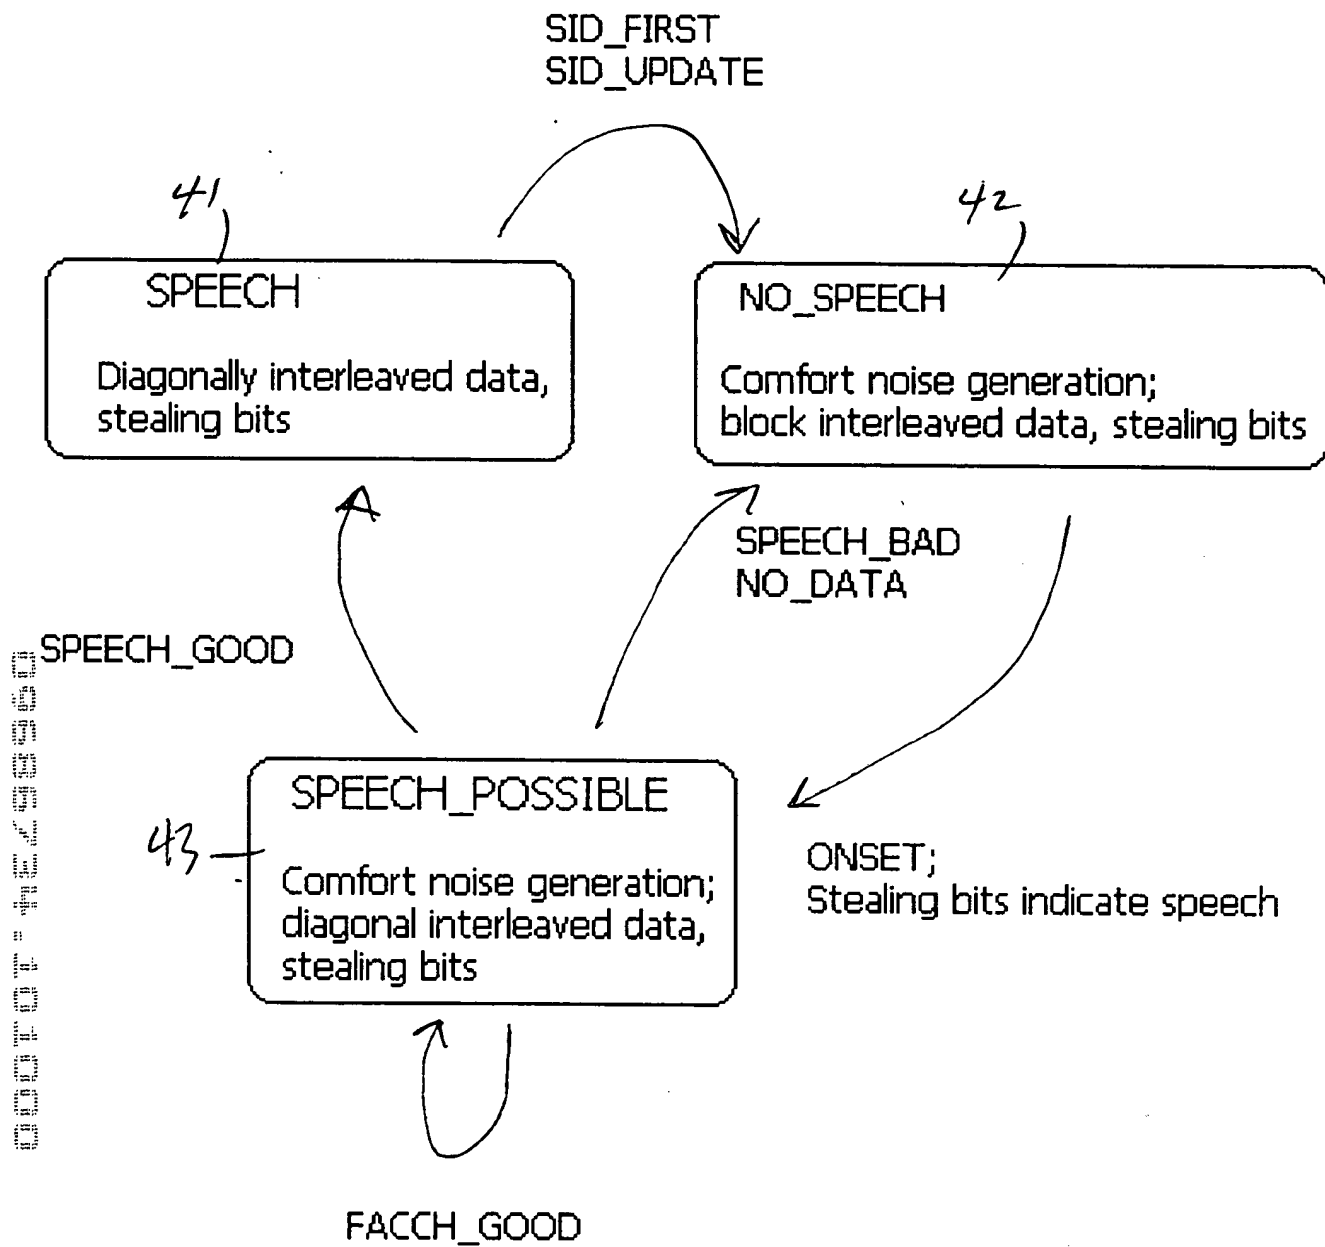 SID_FIRST
SID_UPDATE
41
42
SPEECH
Diagonally interleaved data,
stealing bits
NO_SPEECH
Comfort noise generation;
block interleaved data, stealing bits
SPEECH_BAD
NO_DATA
SPEECH_GOOD
SPEECH_POSSIBLE
43
Comfort noise generation;
diagonal interleaved data,
stealing bits
ONSET;
Stealing bits indicate speech
FACCH_GOOD
09686734.101000